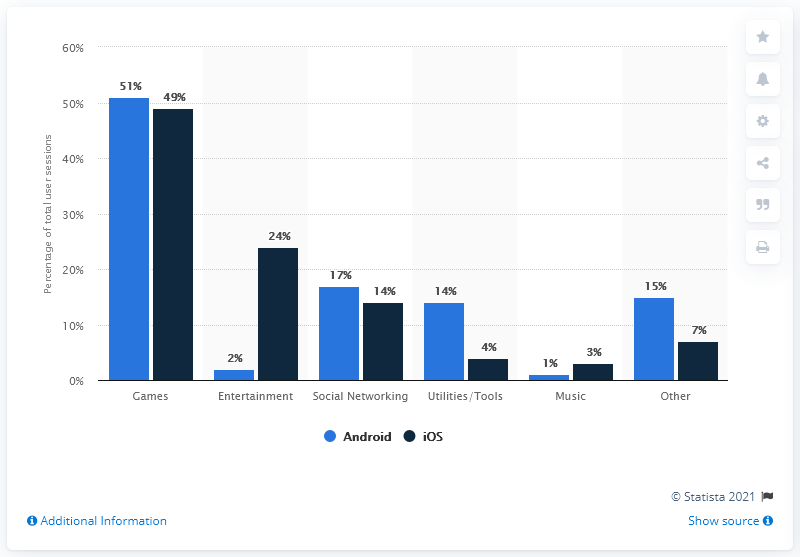 60%
50%
40%
30%
20%
10%
0%
Percentage of total user sessions
51%
49%
2%
24%
17%
14%
14%
4%
1%
3%
15%
7%
Games
Entertainment
Social Networking
Utilities/Tools
Music
Other
Android
iOS
© Statista 2021
Additional Information
Show source